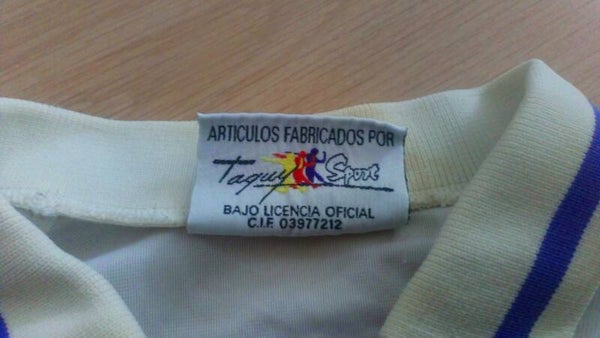 ARTICULOS FABRICADOS POR
Taquy Sport
BAJO LICENCIA OFICIAL
C.I.F. 03977212